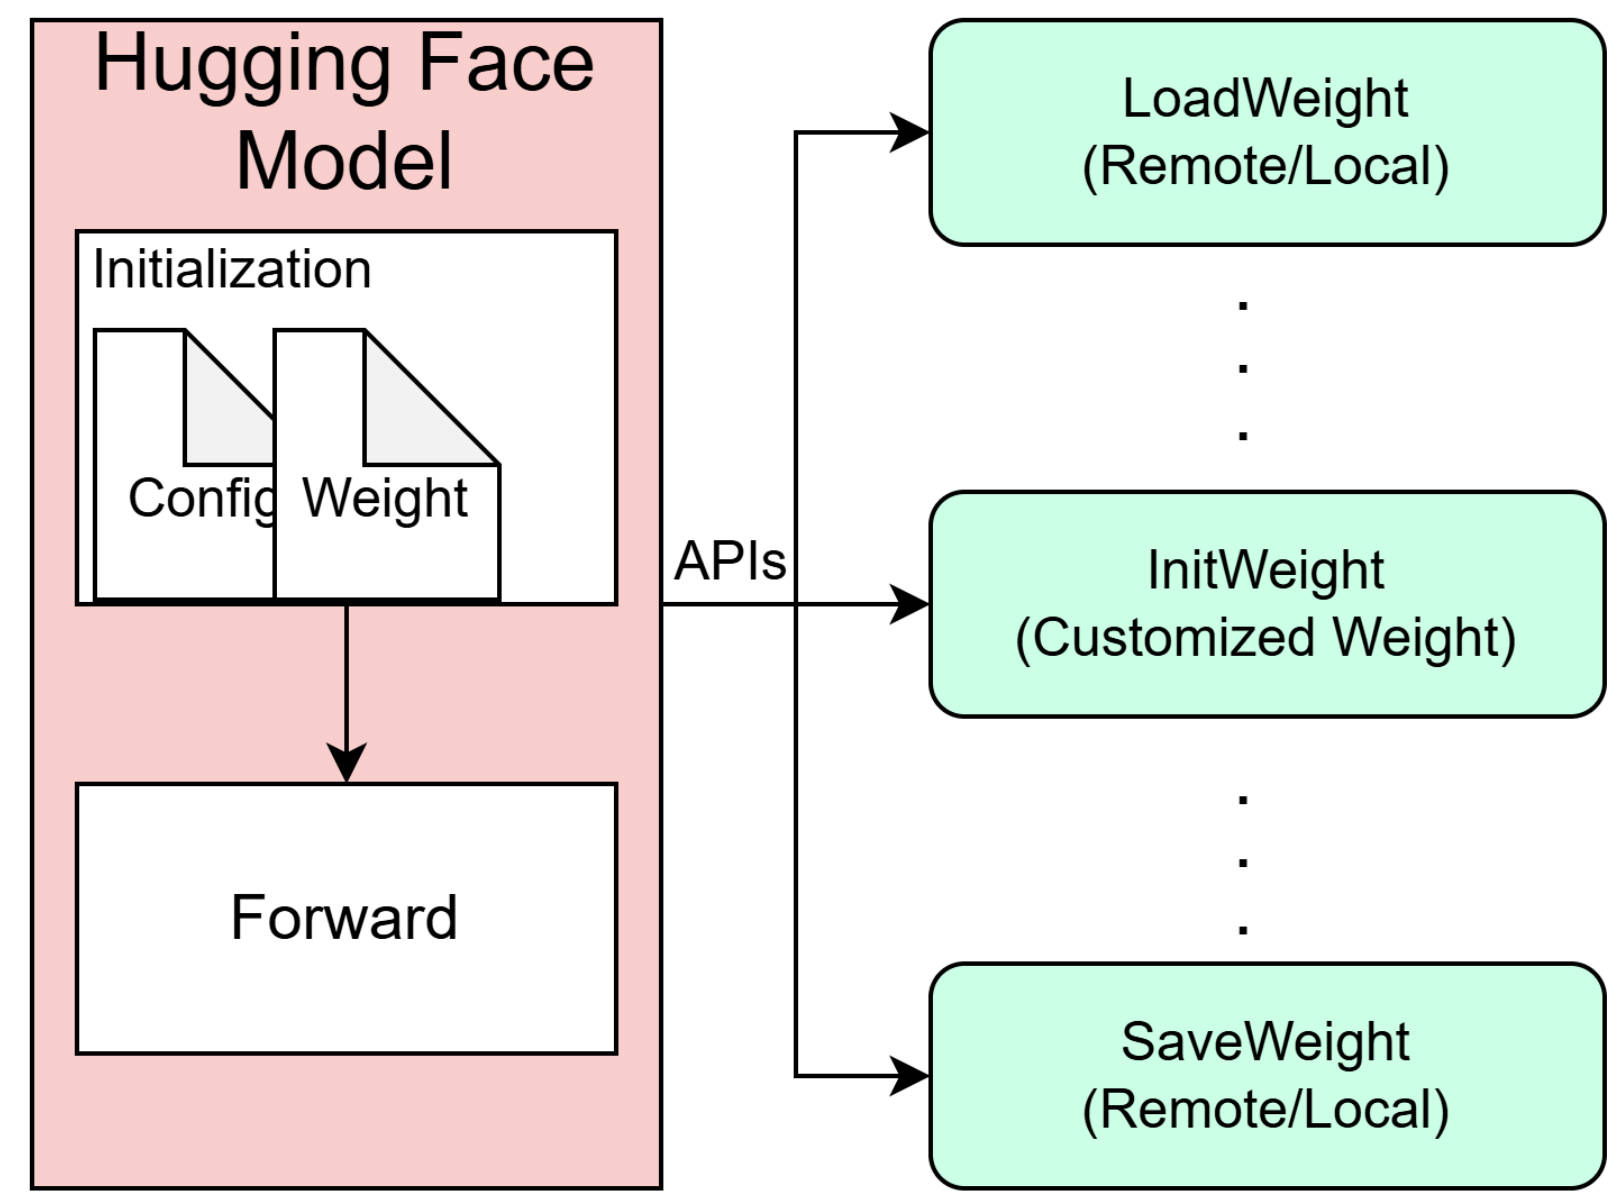 Hugging Face
Model
Initialization
Config
Weight
Forward
APIs
LoadWeight
(Remote/Local)
.
.
.
InitWeight
(Customized Weight)
.
.
.
SaveWeight
(Remote/Local)